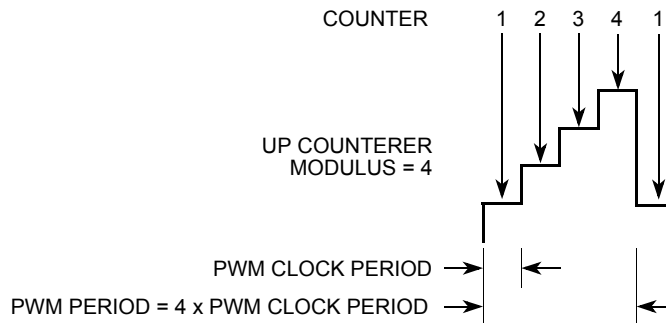 COUNTER 1 2 3 4 1
UP COUNTERER
MODULUS = 4
PWM CLOCK PERIOD
PWM PERIOD = 4 x PWM CLOCK PERIOD